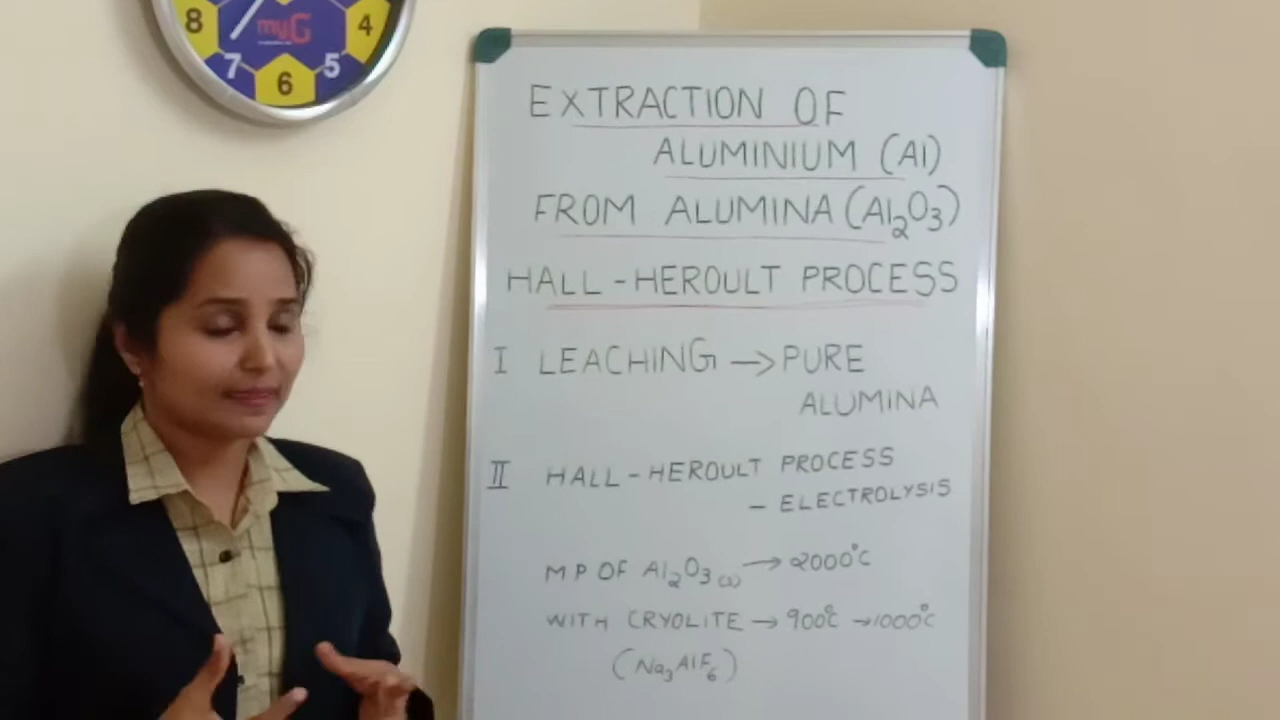 8
4
myG
7
5
6
EXTRACTION OF
ALUMINIUM (Al)
FROM ALUMINA (Al₂O₃)
HALL-HEROULT PROCESS
I LEACHING → PURE
ALUMINA
II HALL-HEROULT PROCESS
- ELECTROLYSIS
MP OF Al₂O₃(s) → 2000°C
WITH CRYOLITE → 900°C → 1000°C
(Na₃AlF₆)